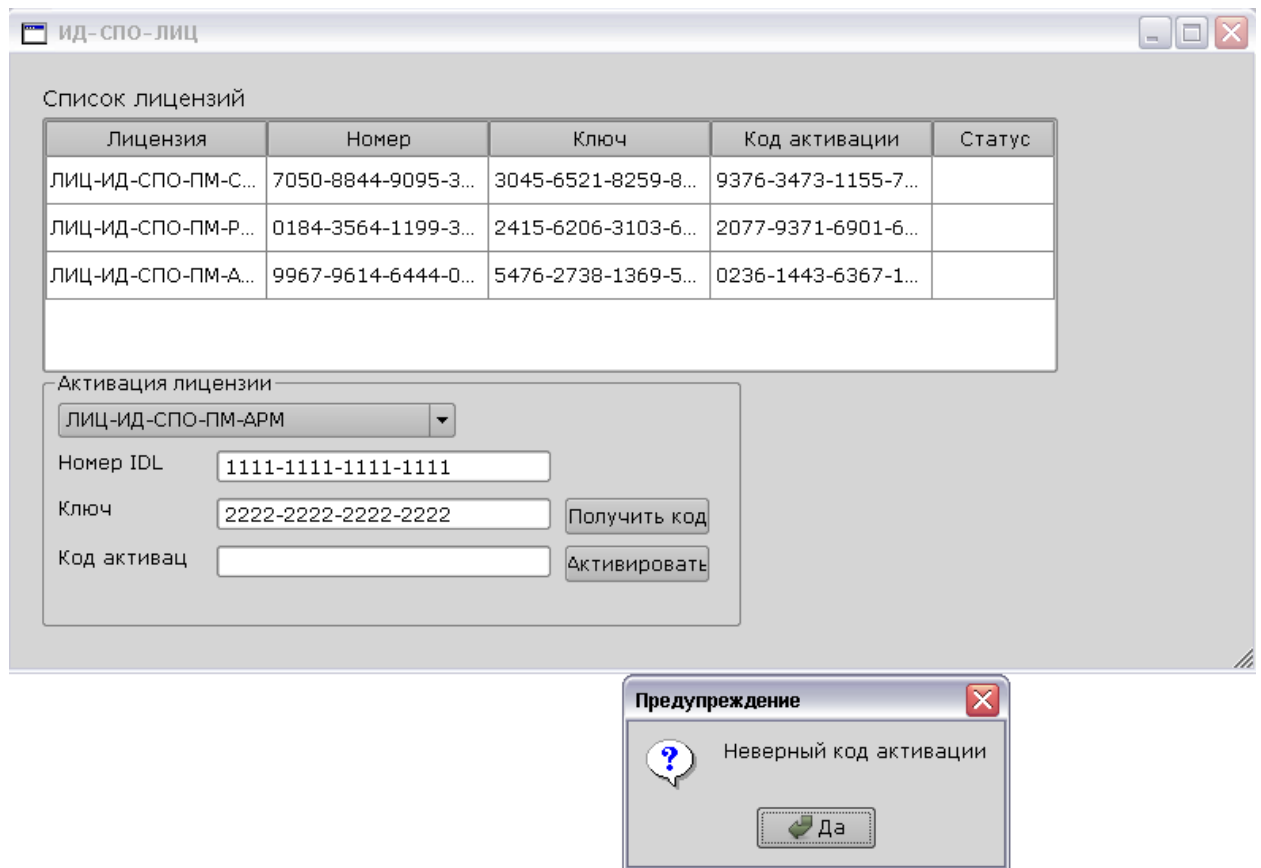 ИД-СПО-ЛИЦ
Список лицензий
Лицензия Номер Ключ Код активации Статус
ЛИЦ-ИД-СПО-ПМ-С... 7050-8844-9095-3... 3045-6521-8259-8... 9376-3473-1155-7...
ЛИЦ-ИД-СПО-ПМ-Р... 0184-3564-1199-3... 2415-6206-3103-6... 2077-9371-6901-6...
ЛИЦ-ИД-СПО-ПМ-А... 9967-9614-6444-0... 5476-2738-1369-5... 0236-1443-6367-1...
Активация лицензии
ЛИЦ-ИД-СПО-ПМ-АРМ
Номер IDL 1111-1111-1111-1111
Ключ 2222-2222-2222-2222 Получить код
Код активац Активировать
Предупреждение
Неверный код активации
Да